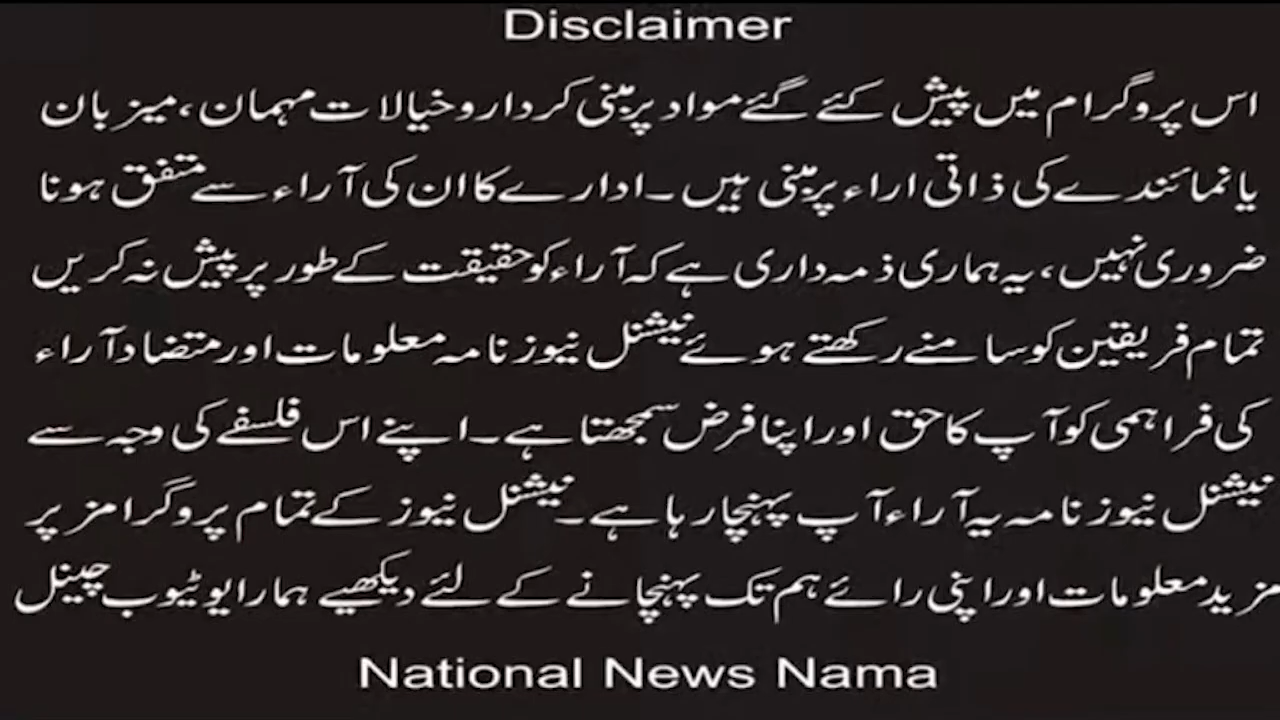 Disclaimer
اس پروگرام میں پیش کئے گئے مواد پر مبنی کردار و خیالات مہمان، میزبان
یا نمائندے کی ذاتی اراء پر مبنی ہیں۔ ادارے کا ان کی آراء سے متفق ہونا
ضروری نہیں، یہ ہماری ذمہ داری ہے کہ آراء کو حقیقت کے طور پر پیش نہ کریں
تمام فریقین کو سامنے رکھتے ہوئے نیشنل نیوز نامہ معلومات اور متضاد آراء
کی فراہمی کو آپ کا حق اور اپنا فرض سمجھتا ہے۔ اپنے اس فلسفے کی وجہ سے
نیشنل نیوز نامہ یہ آراء آپ پہنچا رہا ہے۔ نیشنل نیوز کے تمام پروگرامز پر
مزید معلومات اور اپنی رائے ہم تک پہنچانے کے لئے دیکھیے ہمارا یوٹیوب چینل
National News Nama